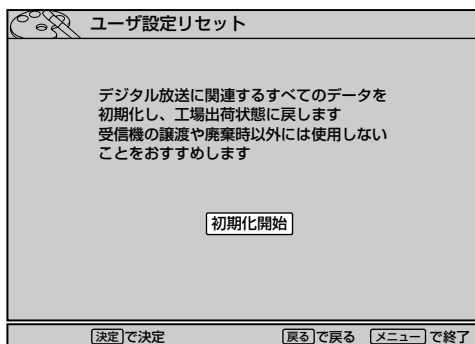 ユーザ設定リセット
デジタル放送に関連するすべてのデータを
初期化し、工場出荷状態に戻します
受信機の譲渡や廃棄時以外には使用しない
ことをおすすめします
初期化開始
決定で決定 戻るで戻る メニューで終了